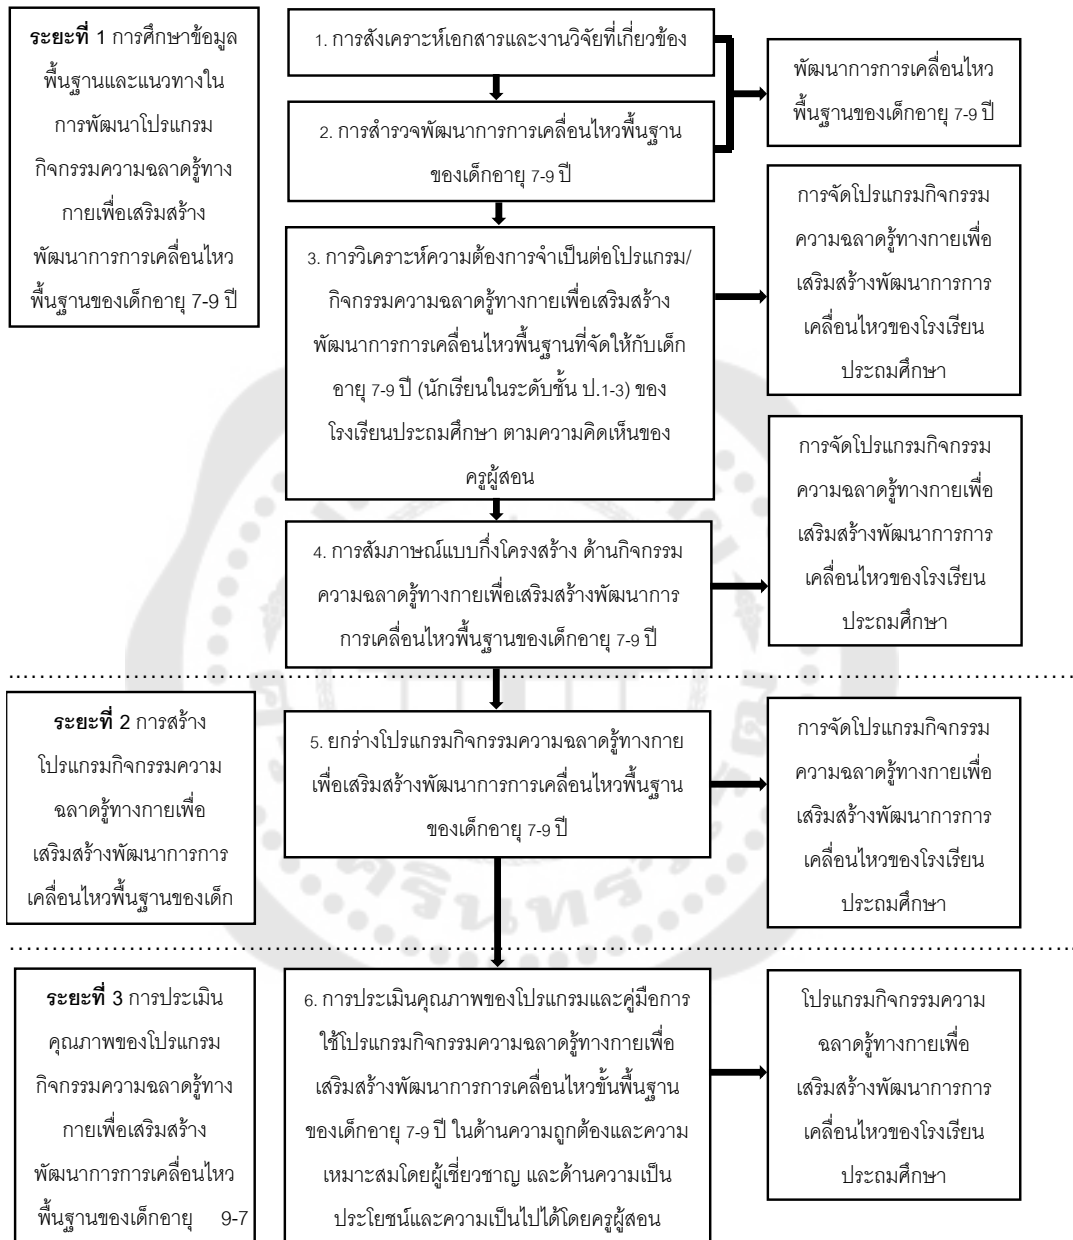 ระยะที่ 1 การศึกษาข้อมูล
พื้นฐานและแนวทางใน
การพัฒนาโปรแกรม
กิจกรรมความฉลาดรู้ทาง
กายเพื่อเสริมสร้าง
พัฒนาการการเคลื่อนไหว
พื้นฐานของเด็กอายุ 7-9 ปี
1. การสังเคราะห์เอกสารและงานวิจัยที่เกี่ยวข้อง
2. การสำรวจพัฒนาการการเคลื่อนไหวพื้นฐาน
ของเด็กอายุ 7-9 ปี
พัฒนาการการเคลื่อนไหว
พื้นฐานของเด็กอายุ 7-9 ปี
3. การวิเคราะห์ความต้องการจำเป็นต่อโปรแกรม/
กิจกรรมความฉลาดรู้ทางกายเพื่อเสริมสร้าง
พัฒนาการการเคลื่อนไหวพื้นฐานที่จัดให้กับเด็ก
อายุ 7-9 ปี (นักเรียนในระดับชั้น ป.1-3) ของ
โรงเรียนประถมศึกษา ตามความคิดเห็นของ
ครูผู้สอน
การจัดโปรแกรมกิจกรรม
ความฉลาดรู้ทางกายเพื่อ
เสริมสร้างพัฒนาการการ
เคลื่อนไหวของโรงเรียน
ประถมศึกษา
4. การสัมภาษณ์แบบกึ่งโครงสร้าง ด้านกิจกรรม
ความฉลาดรู้ทางกายเพื่อเสริมสร้างพัฒนาการ
การเคลื่อนไหวพื้นฐานของเด็กอายุ 7-9 ปี
การจัดโปรแกรมกิจกรรม
ความฉลาดรู้ทางกายเพื่อ
เสริมสร้างพัฒนาการการ
เคลื่อนไหวของโรงเรียน
ประถมศึกษา
ระยะที่ 2 การสร้าง
โปรแกรมกิจกรรมความ
ฉลาดรู้ทางกายเพื่อ
เสริมสร้างพัฒนาการการ
เคลื่อนไหวพื้นฐานของเด็ก
5. ยกร่างโปรแกรมกิจกรรมความฉลาดรู้ทางกาย
เพื่อเสริมสร้างพัฒนาการการเคลื่อนไหวพื้นฐาน
ของเด็กอายุ 7-9 ปี
การจัดโปรแกรมกิจกรรม
ความฉลาดรู้ทางกายเพื่อ
เสริมสร้างพัฒนาการการ
เคลื่อนไหวของโรงเรียน
ประถมศึกษา
ระยะที่ 3 การประเมิน
คุณภาพของโปรแกรม
กิจกรรมความฉลาดรู้ทาง
กายเพื่อเสริมสร้าง
พัฒนาการการเคลื่อนไหว
พื้นฐานของเด็กอายุ 9-7
6. การประเมินคุณภาพของโปรแกรมและคู่มือการ
ใช้โปรแกรมกิจกรรมความฉลาดรู้ทางกายเพื่อ
เสริมสร้างพัฒนาการการเคลื่อนไหวขั้นพื้นฐาน
ของเด็กอายุ 7-9 ปี ในด้านความถูกต้องและความ
เหมาะสมโดยผู้เชี่ยวชาญ และด้านความเป็น
ประโยชน์และความเป็นไปได้โดยครูผู้สอน
โปรแกรมกิจกรรมความ
ฉลาดรู้ทางกายเพื่อ
เสริมสร้างพัฒนาการการ
เคลื่อนไหวของโรงเรียน
ประถมศึกษา